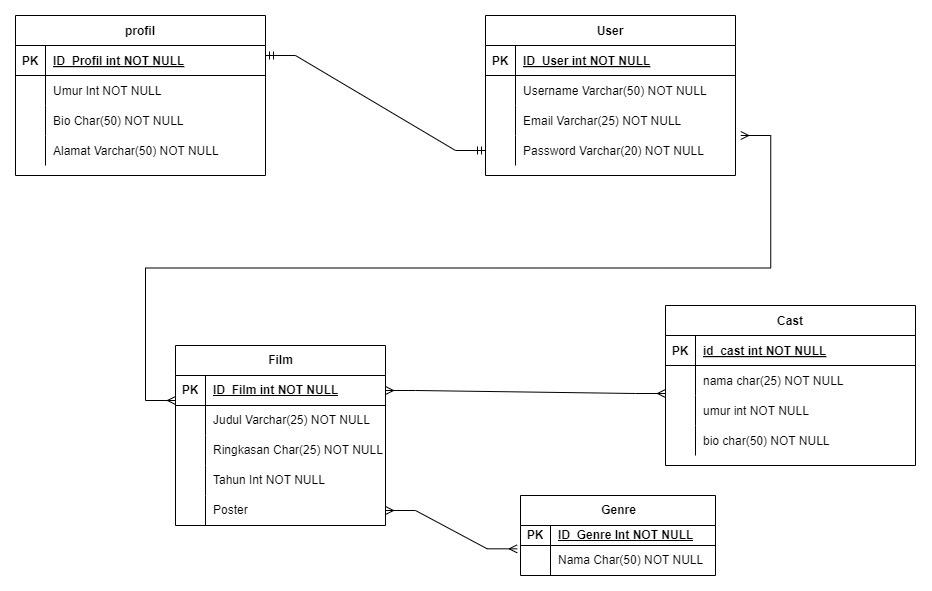 profil
PK ID_Profil int NOT NULL
Umur Int NOT NULL
Bio Char(50) NOT NULL
Alamat Varchar(50) NOT NULL
User
PK ID_User int NOT NULL
Username Varchar(50) NOT NULL
Email Varchar(25) NOT NULL
Password Varchar(20) NOT NULL
Film
PK ID_Film int NOT NULL
Judul Varchar(25) NOT NULL
Ringkasan Char(25) NOT NULL
Tahun Int NOT NULL
Poster
Cast
PK id_cast int NOT NULL
nama char(25) NOT NULL
umur int NOT NULL
bio char(50) NOT NULL
Genre
PK ID_Genre Int NOT NULL
Nama Char(50) NOT NULL